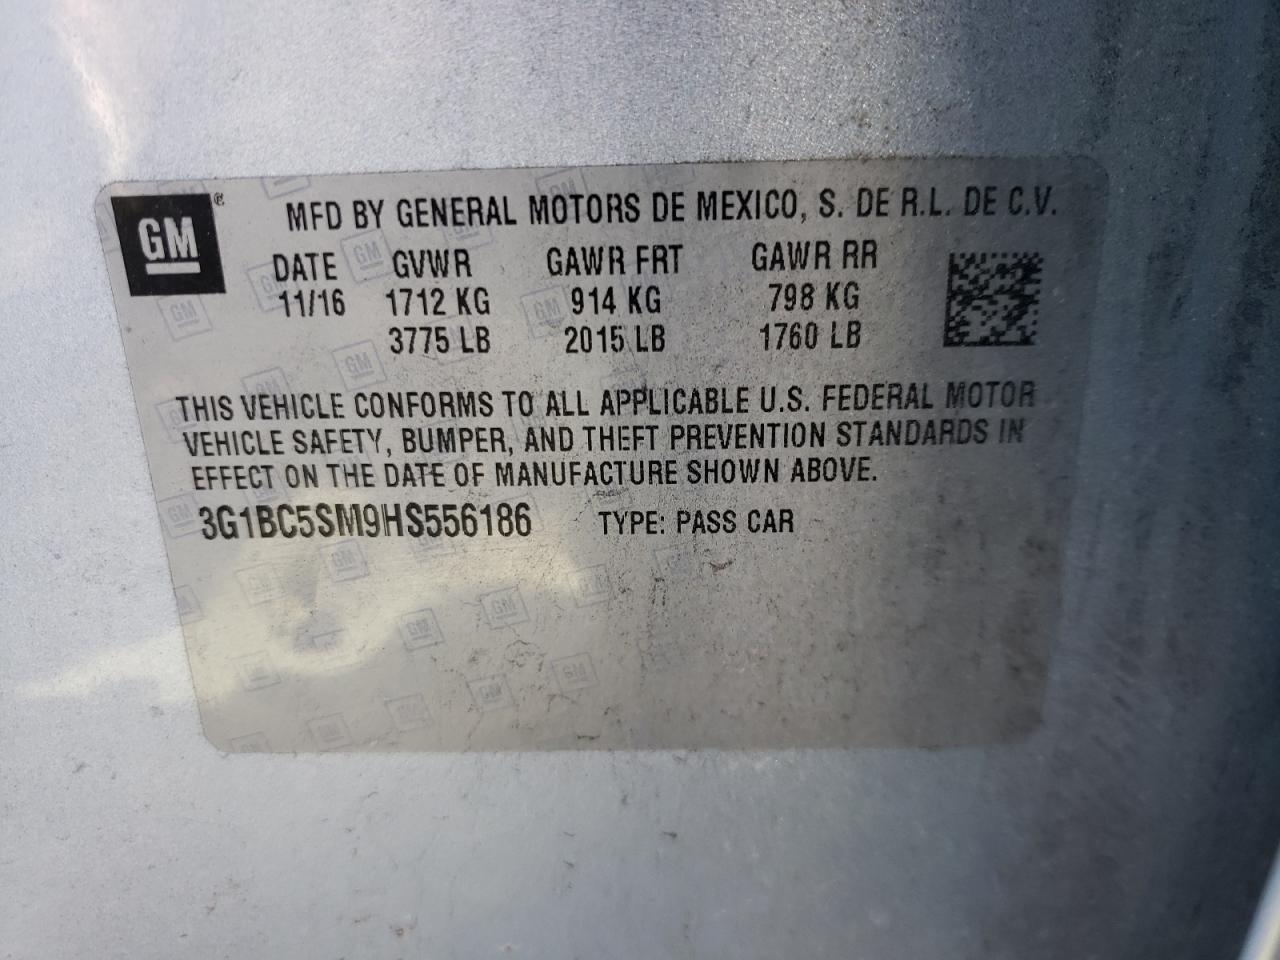 GM ®
MFD BY GENERAL MOTORS DE MEXICO, S. DE R.L. DE C.V.
DATE GVWR GAWR FRT GAWR RR
11/16 1712 KG 914 KG 798 KG
3775 LB 2015 LB 1760 LB
THIS VEHICLE CONFORMS TO ALL APPLICABLE U.S. FEDERAL MOTOR
VEHICLE SAFETY, BUMPER, AND THEFT PREVENTION STANDARDS IN
EFFECT ON THE DATE OF MANUFACTURE SHOWN ABOVE.
3G1BC5SM9HS556186 TYPE: PASS CAR